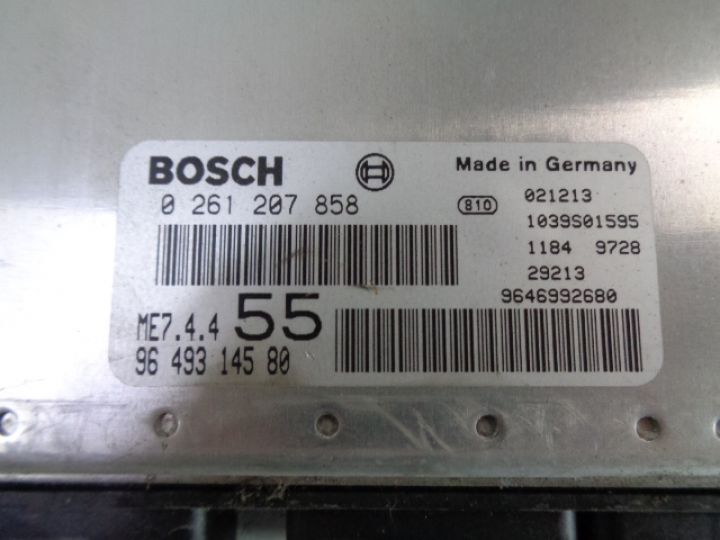 BOSCH
Made in Germany
0 261 207 858
810
021213
1039S01595
1184 9728
29213
9646992680
ME7.4.4
55
96 493 145 80